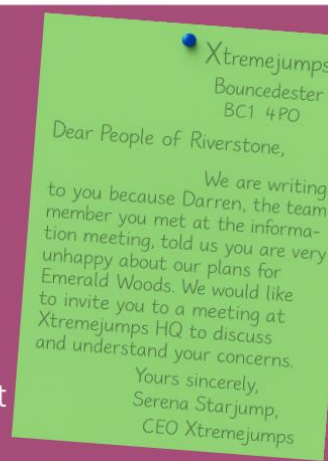 Xtremejumps
Bouncedester
BC1 4PO
Dear People of Riverstone,
We are writing
to you because Darren, the team
member you met at the informa-
tion meeting, told us you are very
unhappy about our plans for
Emerald Woods. We would like
to invite you to a meeting at
Xtremejumps HQ to discuss
and understand your concerns.
Yours sincerely,
Serena Starjump,
CEO Xtremejumps
t